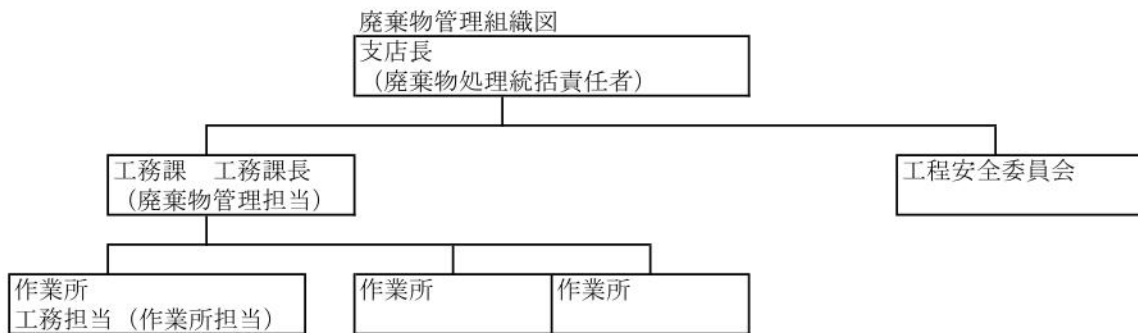 廃棄物管理組織図
支店長
（廃棄物処理統括責任者）
工務課　工務課長
（廃棄物管理担当）
工程安全委員会
作業所
工務担当（作業所担当）
作業所
作業所